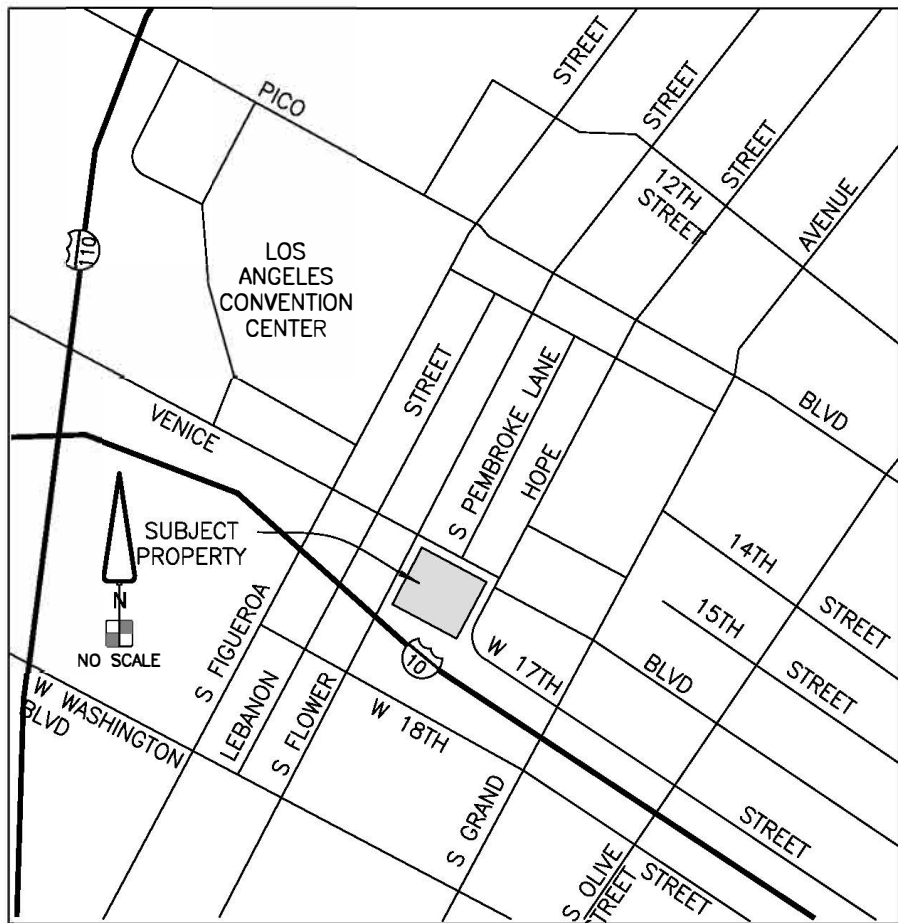 STREET
STREET
STREET
PICO
12TH
STREET
AVENUE
110
LOS
ANGELES
CONVENTION
CENTER
STREET
S PEMBROKE LANE
HOPE
BLVD
VENICE
SUBJECT
PROPERTY
N
NO SCALE
14TH
STREET
15TH
STREET
10
W 17TH
STREET
BLVD
S FIGUEROA
LEBANON
S FLOWER
W 18TH
STREET
W WASHINGTON
BLVD
S GRAND
S OLIVE
STREET